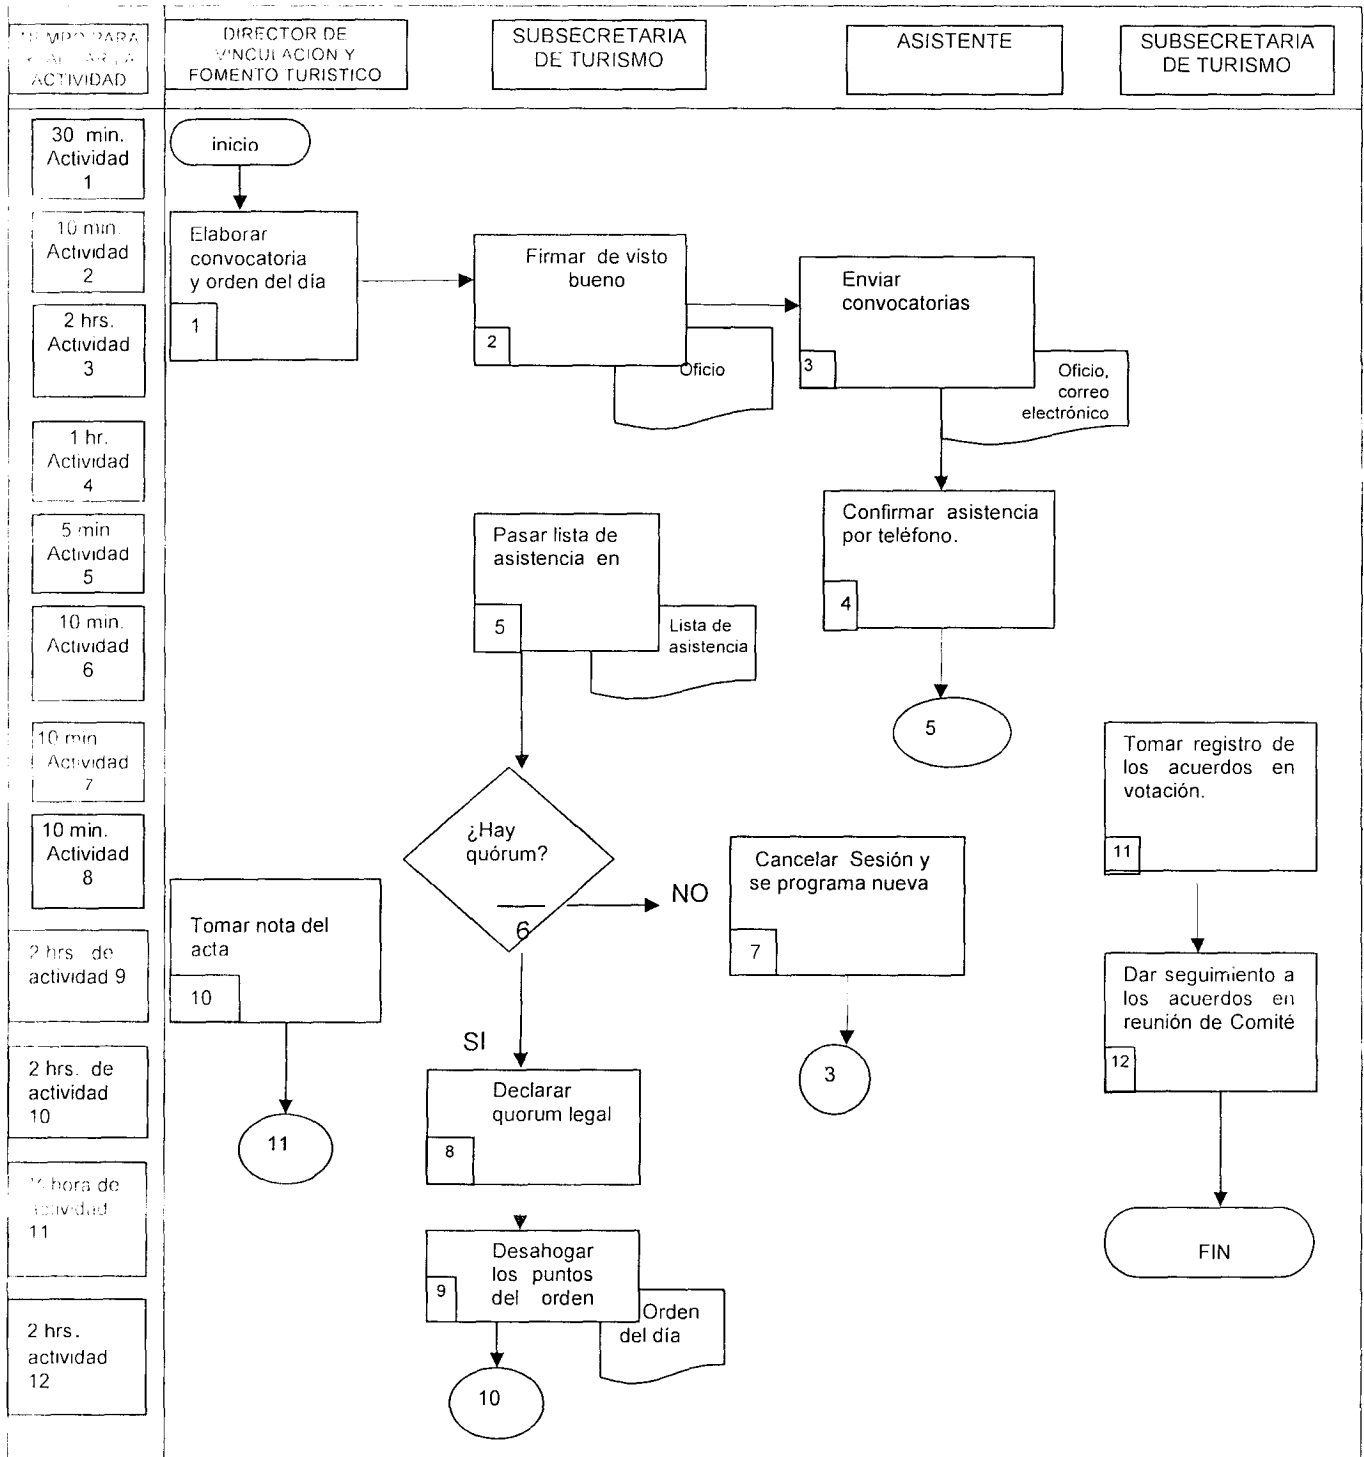 TIEMPO PARA
ACTIVIDAD
DIRECTOR DE
VINCULACION Y
FOMENTO TURISTICO
SUBSECRETARIA
DE TURISMO
ASISTENTE
SUBSECRETARIA
DE TURISMO
30 min.
Actividad
1
10 min.
Actividad
2
2 hrs.
Actividad
3
1 hr.
Actividad
4
5 min
Actividad
5
10 min.
Actividad
6
10 min
Actividad
7
10 min.
Actividad
8
2 hrs. de
actividad 9
2 hrs. de
actividad
10
hora de
actividad
11
2 hrs.
actividad
12
inicio
Elaborar
convocatoria
y orden del día
1
Firmar de visto
bueno
2
Oficio
Enviar
convocatorias
3
Oficio,
correo
electrónico
Confirmar asistencia
por teléfono.
4
5
Pasar lista de
asistencia en
5
Lista de
asistencia
¿Hay
quórum?
6
NO
Cancelar Sesión y
se programa nueva
7
3
SI
Declarar
quorum legal
8
Desahogar
los puntos
del orden
9
Orden
del día
10
Tomar nota del
acta
10
11
Tomar registro de
los acuerdos en
votación.
11
Dar seguimiento a
los acuerdos en
reunión de Comité
12
FIN